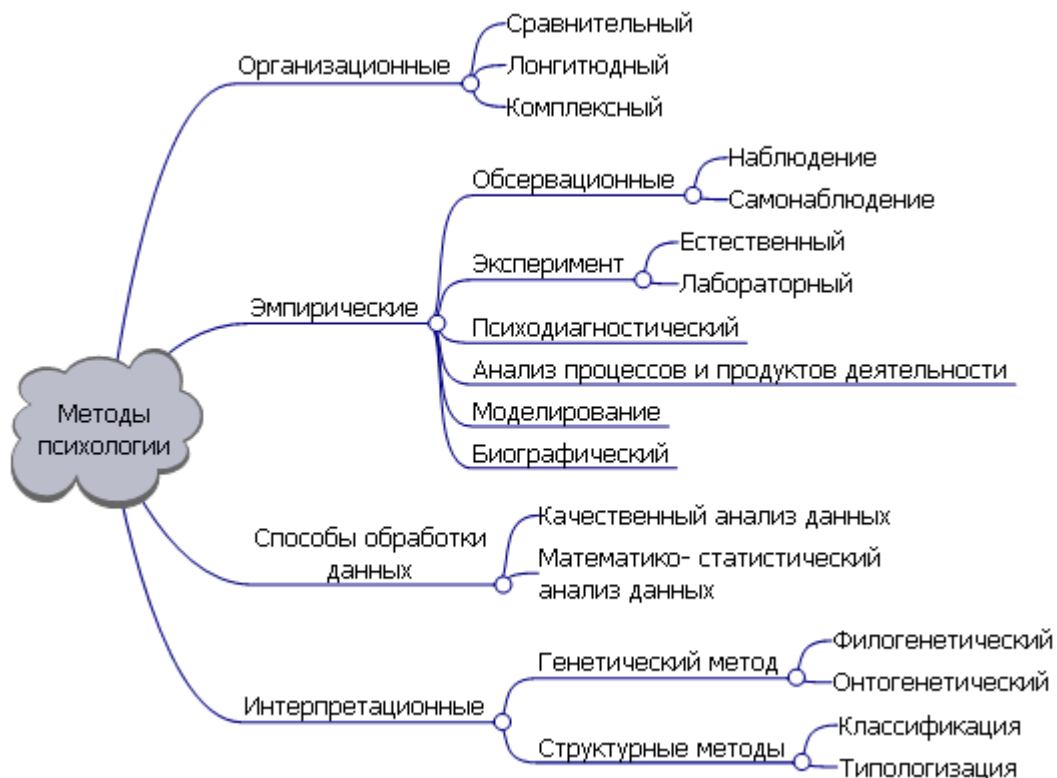 Методы
психологии
Организационные
Сравнительный
Лонгитюдный
Комплексный
Эмпирические
Обсервационные
Наблюдение
Самонаблюдение
Эксперимент
Естественный
Лабораторный
Психодиагностический
Анализ процессов и продуктов деятельности
Моделирование
Биографический
Способы обработки
данных
Качественный анализ данных
Математико- статистический
анализ данных
Интерпретационные
Генетический метод
Филогенетический
Онтогенетический
Структурные методы
Классификация
Типологизация